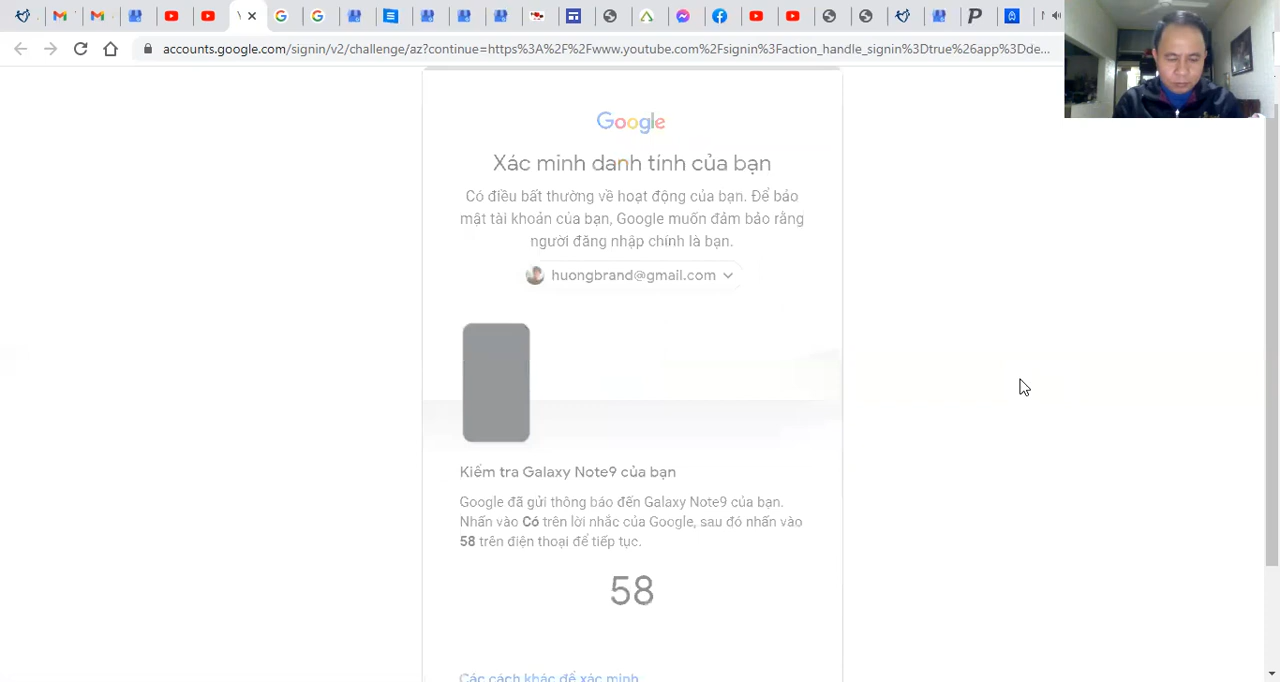 accounts.google.com/signin/v2/challenge/az?continue=https%3A%2F%2Fwww.youtube.com%2Fsignin%3Faction_handle_signin%3Dtrue%26app%3Dde...
Google
Xác minh danh tính của bạn
Có điều bất thường về hoạt động của bạn. Để bảo
mật tài khoản của bạn, Google muốn đảm bảo rằng
người đăng nhập chính là bạn.
huongbrand@gmail.com
Kiểm tra Galaxy Note9 của bạn
Google đã gửi thông báo đến Galaxy Note9 của bạn.
Nhấn vào Có trên lời nhắc của Google, sau đó nhấn vào
58 trên điện thoại để tiếp tục.
58
Các cách khác để xác minh